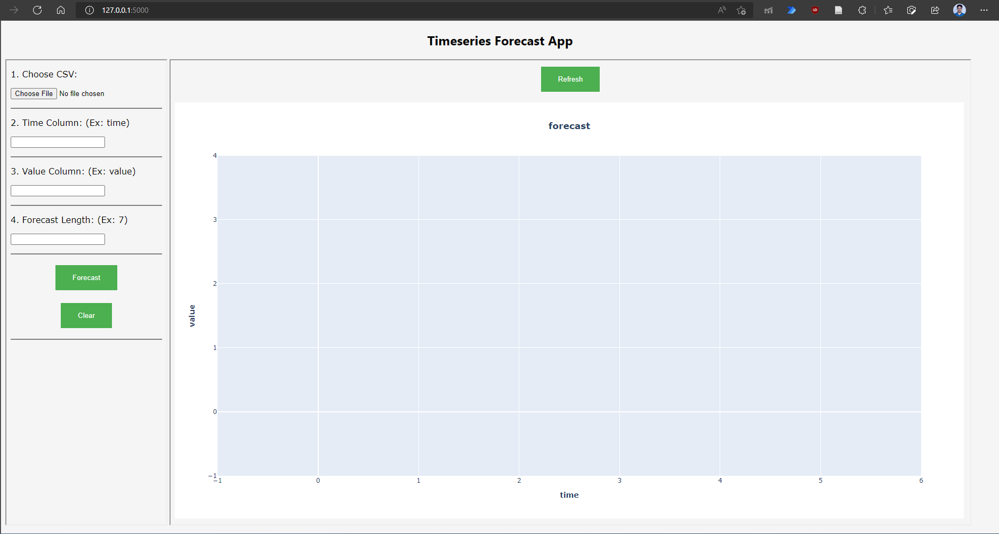 127.0.0.1:5000
Timeseries Forecast App
1. Choose CSV:
Choose File No file chosen
2. Time Column: (Ex: time)
3. Value Column: (Ex: value)
4. Forecast Length: (Ex: 7)
Forecast
Clear
Refresh
forecast
4
3
2
1
0
−1
value
−1 0 1 2 3 4 5 6
time